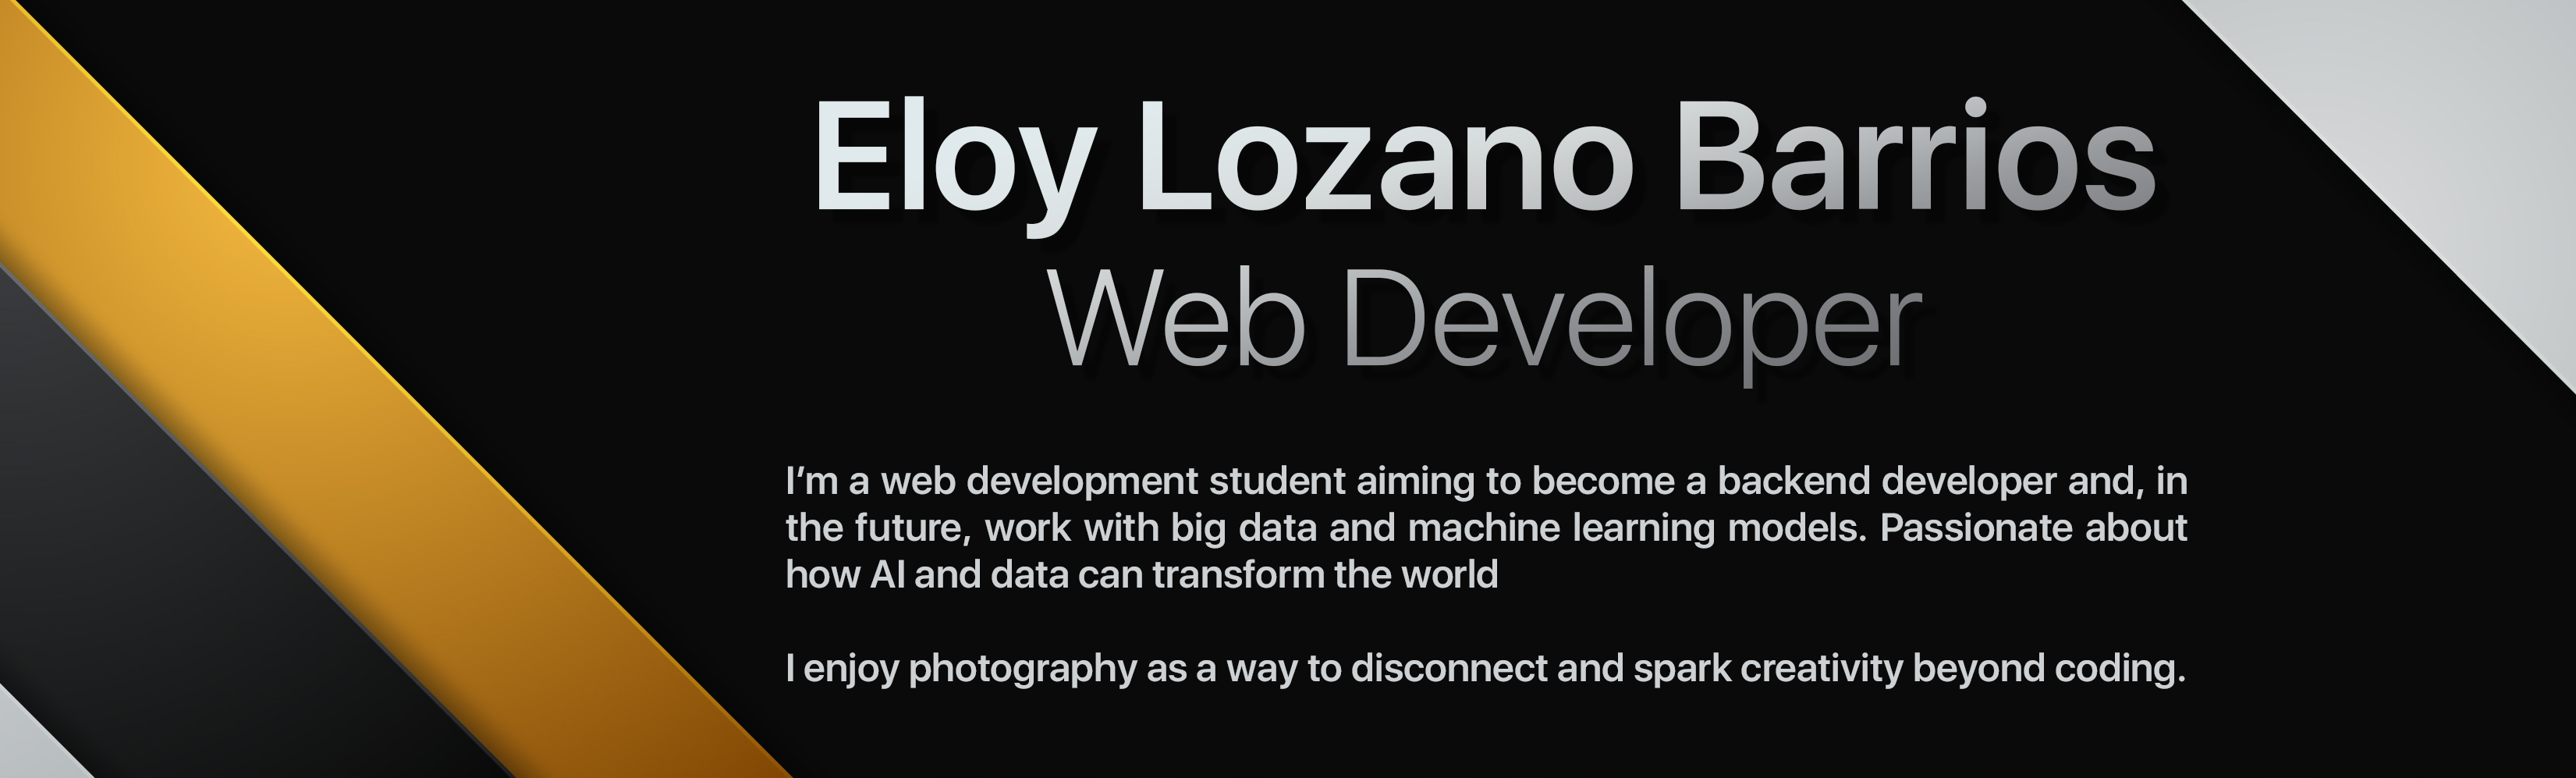 Eloy Lozano Barrios
Web Developer
I’m a web development student aiming to become a backend developer and, in
the future, work with big data and machine learning models. Passionate about
how AI and data can transform the world
I enjoy photography as a way to disconnect and spark creativity beyond coding.